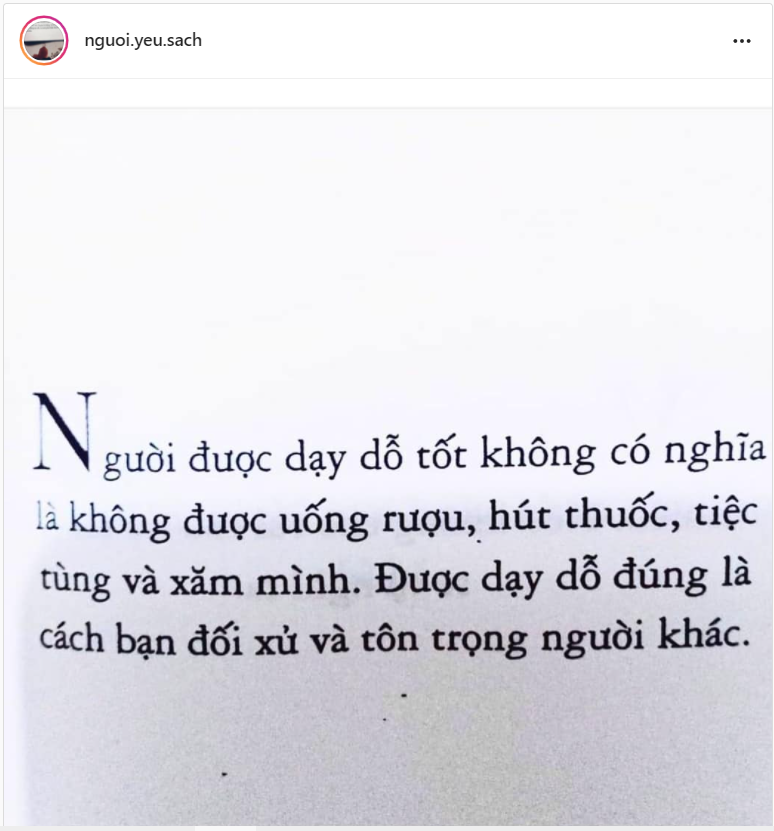 nguoi.yeu.sach
Người được dạy dỗ tốt không có nghĩa
là không được uống rượu, hút thuốc, tiệc
tùng và xăm mình. Được dạy dỗ đúng là
cách bạn đối xử và tôn trọng người khác.